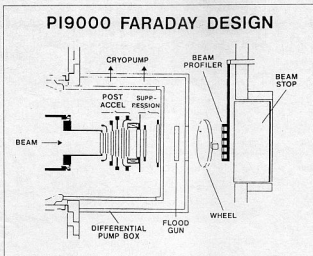 PI9000 FARADAY DESIGN
CRYOPUMP
BEAM
PROFILER
BEAM
STOP
POST
ACCEL
SUPP-
RESSION
BEAM
WHEEL
FLOOD
GUN
DIFFERENTIAL
PUMP BOX